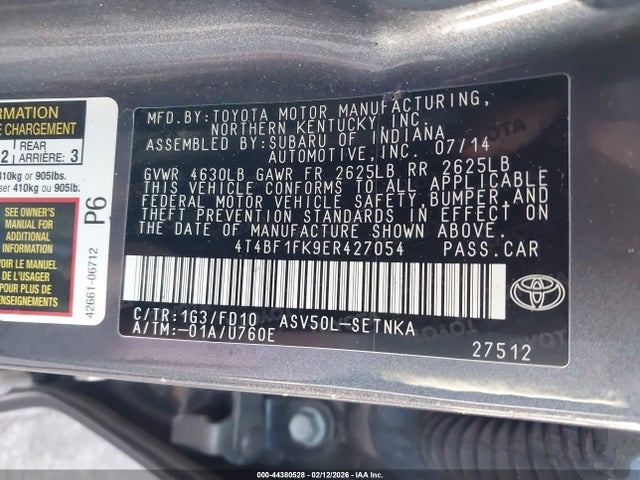 FORMATION
E CHARGEMENT
2 REAR ARRIÈRE: 3
410kg or 905lbs.
ser 410kg ou 905lb.
SEE OWNER'S
MANUAL FOR
ADDITIONAL
INFORMATION
VOIR LE MANUEL
DE
POUR PLUS DE
RENSEIGNEMENTS
P6
42661-06712
MFD.BY:TOYOTA MOTOR MANUFACTURING,
NORTHERN KENTUCKY,INC.
ASSEMBLED BY:SUBARU OF INDIANA
AUTOMOTIVE,INC. 07/14
GVWR 4630LB GAWR FR 2625LB RR 2625LB
THIS VEHICLE CONFORMS TO ALL APPLICABLE
FEDERAL MOTOR VEHICLE SAFETY,BUMPER,AND
THEFT PREVENTION STANDARDS IN EFFECT ON
THE DATE OF MANUFACTURE SHOWN ABOVE.
4T4BF1FK9ER427054 PASS.CAR
C/TR:1G3/FD10 ASV50L-SETNKA
A/TM:-01A/U760E
27512
TOYOTA
000-44380528 - 02/12/2026 - IAA INC.